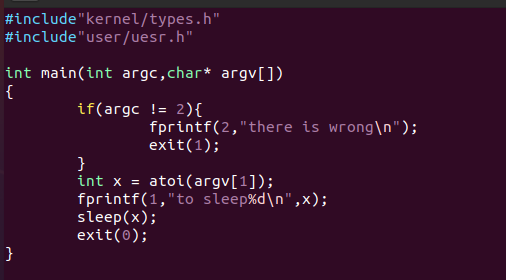 #include"kernel/types.h"
#include"user/uesr.h"
int main(int argc,char* argv[])
{
if(argc != 2){
fprintf(2,"there is wrong\n");
exit(1);
}
int x = atoi(argv[1]);
fprintf(1,"to sleep%d\n",x);
sleep(x);
exit(0);
}